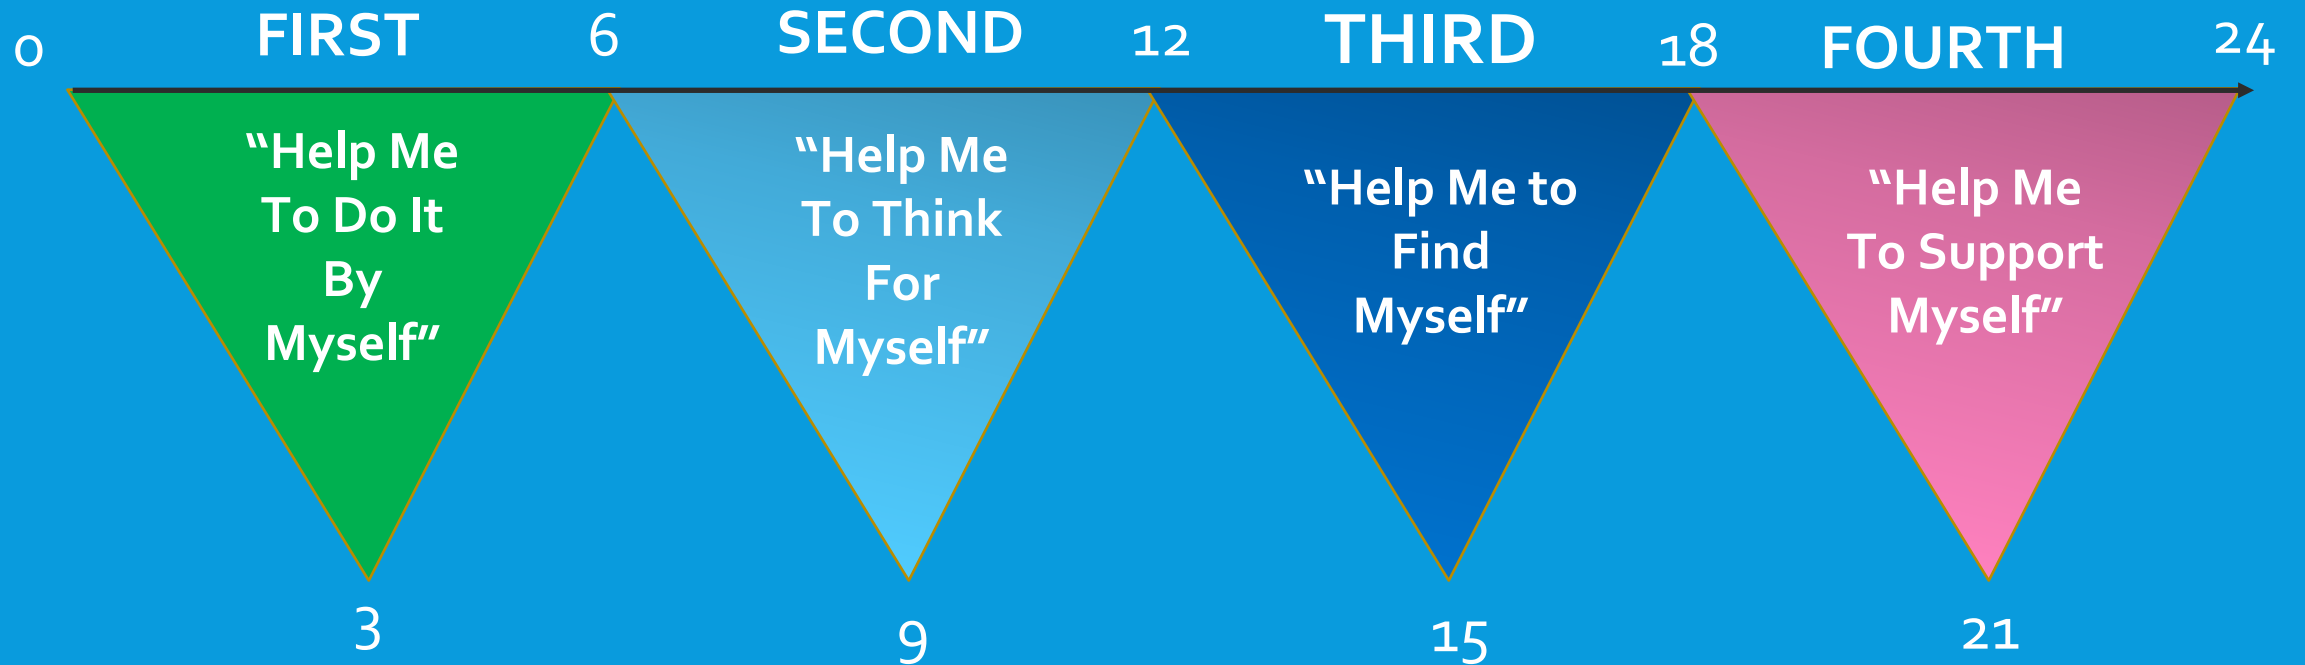 0 FIRST 6 SECOND 12 THIRD 18 FOURTH 24
“Help Me
To Do It
By
Myself”
“Help Me
To Think
For
Myself”
“Help Me to
Find
Myself”
“Help Me
To Support
Myself”
3 9 15 21